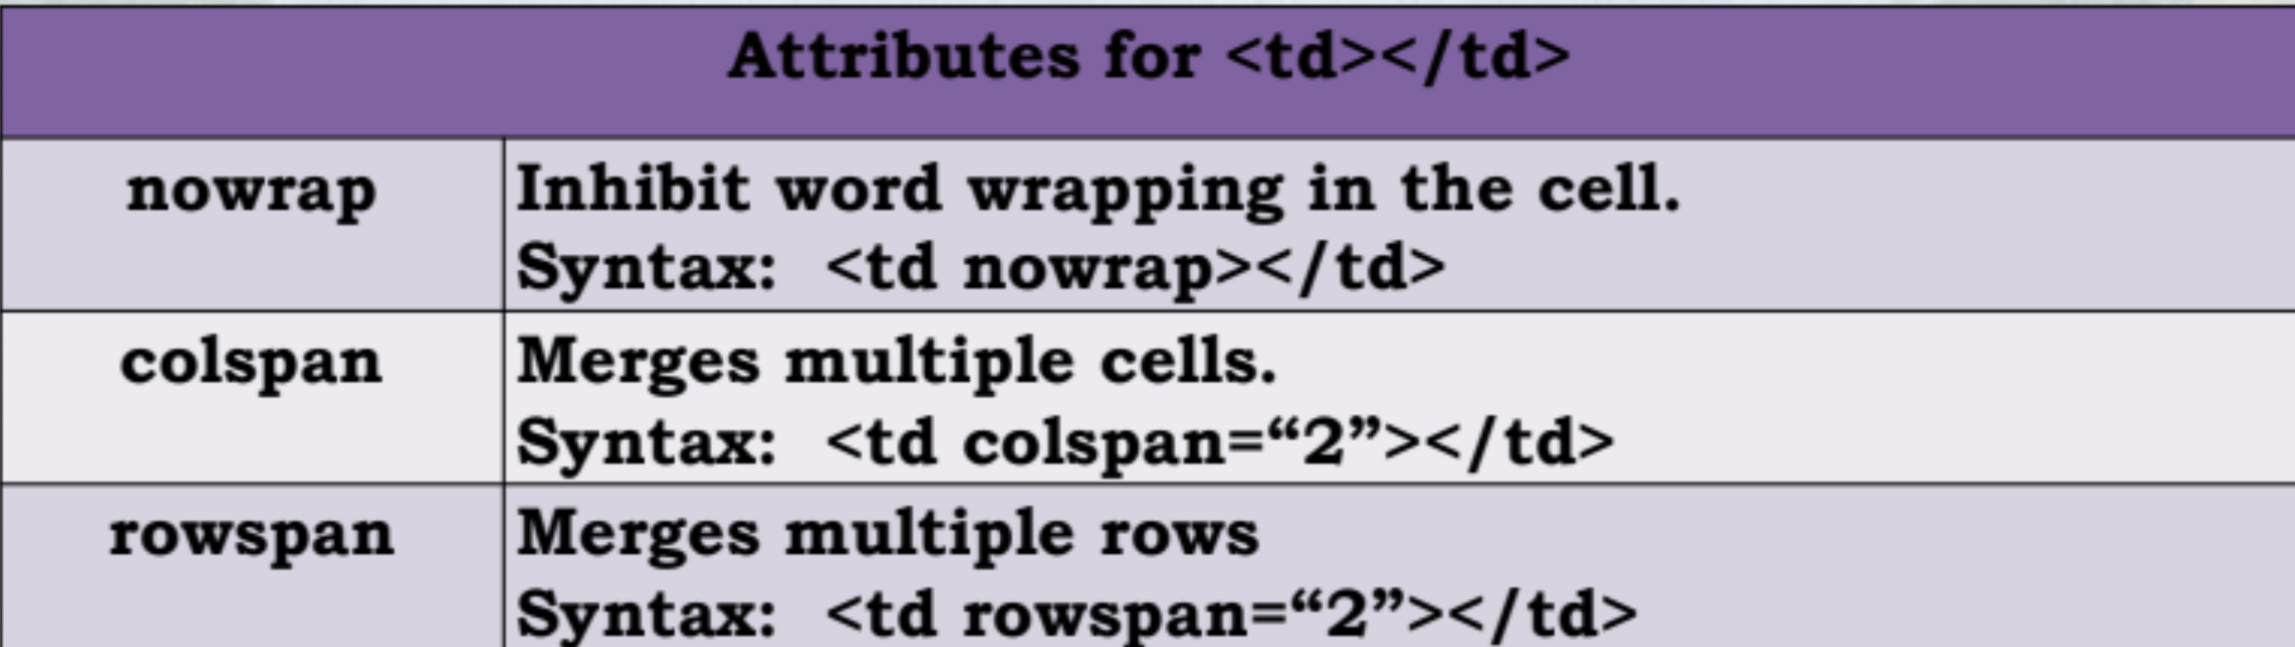 Attributes for <td></td>
nowrap
Inhibit word wrapping in the cell.
Syntax:  <td nowrap></td>
colspan
Merges multiple cells.
Syntax:  <td colspan=“2”></td>
rowspan
Merges multiple rows
Syntax:  <td rowspan=“2”></td>